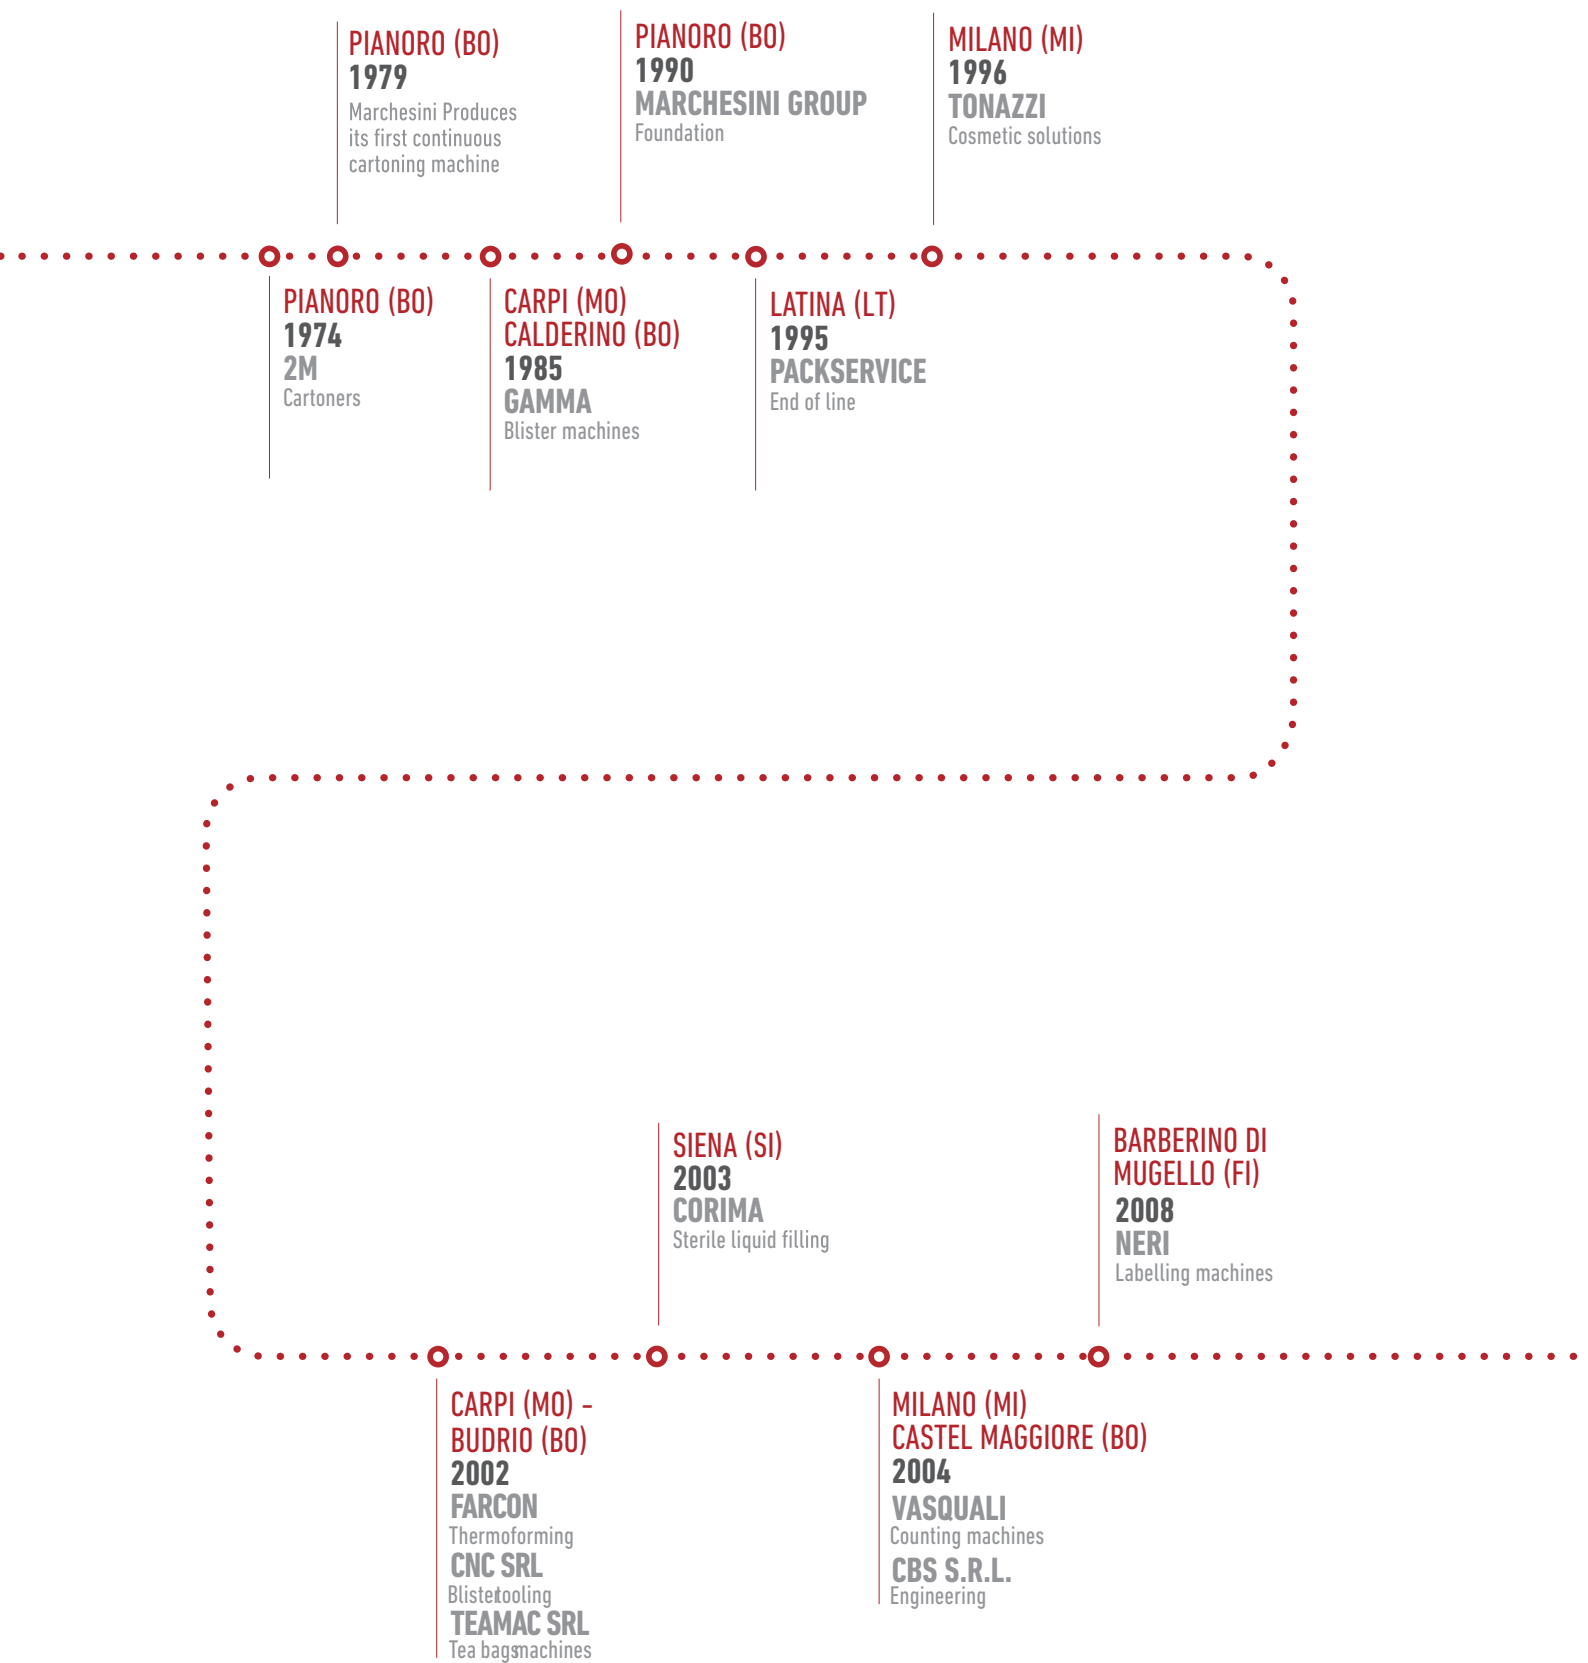 PIANORO (BO)
1979
Marchesini Produces
its first continuous
cartoning machine
PIANORO (BO)
1990
MARCHESINI GROUP
Foundation
MILANO (MI)
1996
TONAZZI
Cosmetic solutions
PIANORO (BO)
1974
2M
Cartoners
CARPI (MO)
CALDERINO (BO)
1985
GAMMA
Blister machines
LATINA (LT)
1995
PACKSERVICE
End of line
SIENA (SI)
2003
CORIMA
Sterile liquid filling
BARBERINO DI
MUGELLO (FI)
2008
NERI
Labelling machines
CARPI (MO) -
BUDRIO (BO)
2002
FARCON
Thermoforming
CNC SRL
Blister tooling
TEAMAC SRL
Tea bags machines
MILANO (MI)
CASTEL MAGGIORE (BO)
2004
VASQUALI
Counting machines
CBS S.R.L.
Engineering